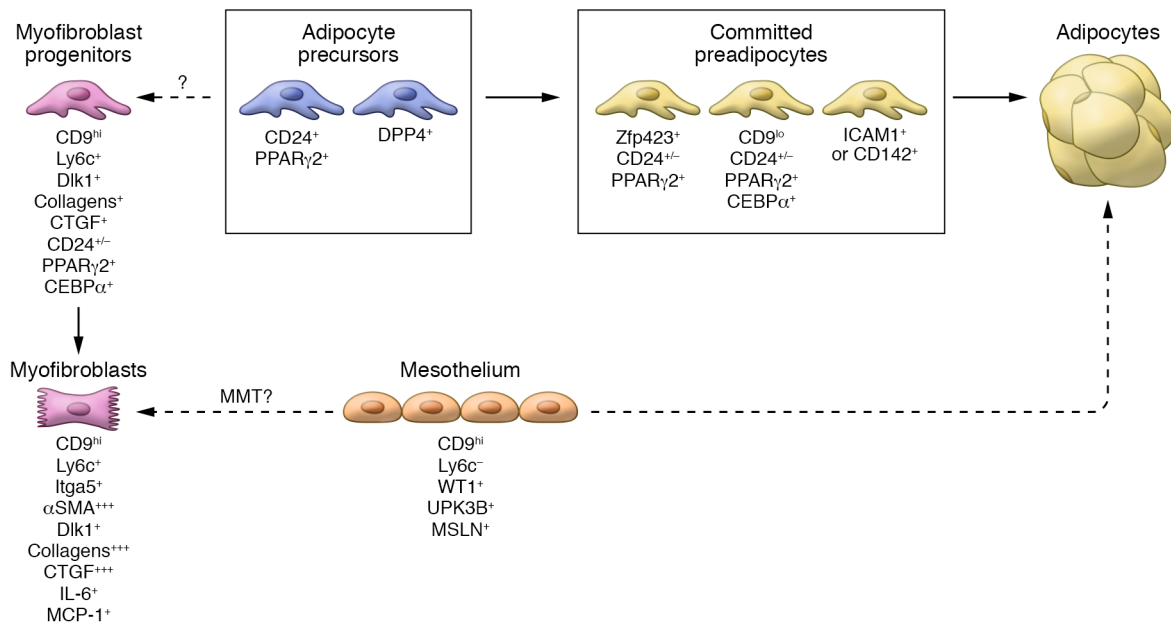 Myofibroblast
progenitors
CD9ʰⁱ
Ly6c⁺
Dlk1⁺
Collagens⁺
CTGF⁺
CD24⁺/⁻
PPARγ2⁺
CEBPα⁺
?
Adipocyte
precursors
CD24⁺
PPARγ2⁺
DPP4⁺
Committed
preadipocytes
Zfp423⁺
CD24⁺/⁻
PPARγ2⁺
CD9ˡᵒ
CD24⁺/⁻
PPARγ2⁺
CEBPα⁺
ICAM1⁺
or CD142⁺
Adipocytes
Myofibroblasts
CD9ʰⁱ
Ly6c⁺
Itga5⁺
αSMA⁺⁺⁺
Dlk1⁺
Collagens⁺⁺⁺
CTGF⁺⁺⁺
IL-6⁺
MCP-1⁺
MMT?
Mesothelium
CD9ʰⁱ
Ly6c⁻
WT1⁺
UPK3B⁺
MSLN⁺